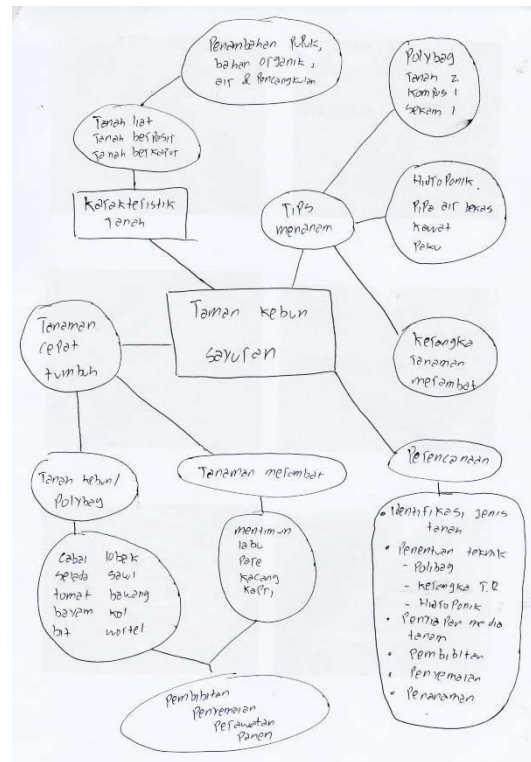 Penambahan Pupuk,
bahan organik,
air & Pencangkulan
Tanah liat
Tanah berpasir
Tanah berkapur
Karakteristik
Tanah
Polybag
Tanah 2
Kompos 1
Sekam 1
Tips
menanam
Hidroponik.
Pipa air bekas
Kawat
Paku
Kerangka
Tanaman
merambat
Taman kebun
sayuran
Tanaman
cepat
tumbuh
Tanah kebun/
Polybag
cabai lobek
selada sawi
tomat bawang
bayam kol
bit wortel
Tanaman merambat
mentimun
labu
Pare
kacang
kapri
Pembibitan
Penyemaian
Perawatan
Panen
Perencanaan
• Identifikasi jenis
tanah
• Penentuan teknik
- Polibag
- kerangka
- Hidroponik
• Penyiapan media
tanam
• Pembibitan
• Penyemaian
• Penanaman